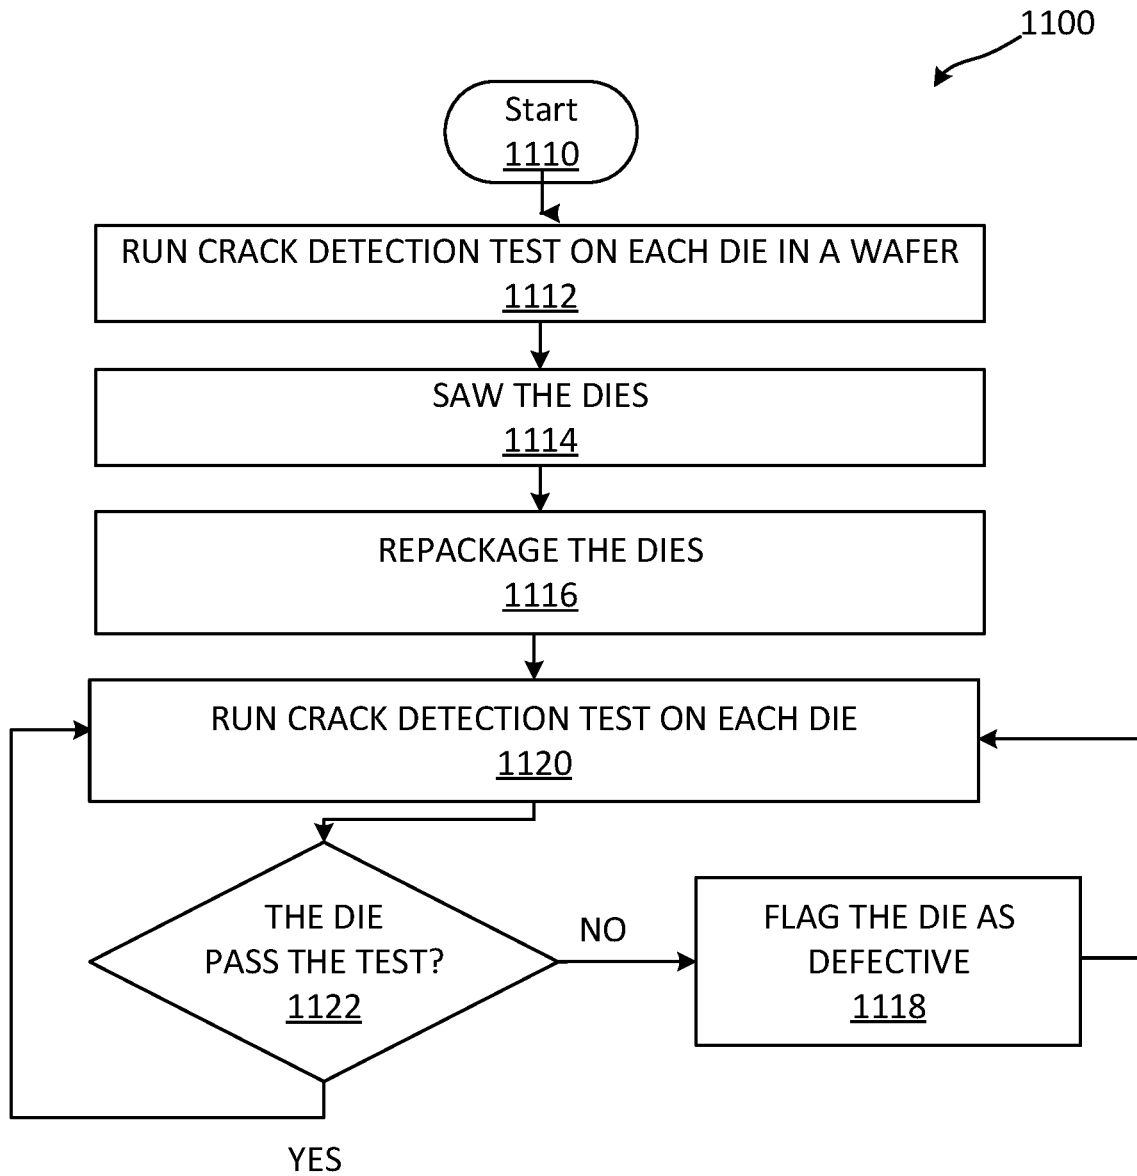 1100
Start
1110
RUN CRACK DETECTION TEST ON EACH DIE IN A WAFER
1112
SAW THE DIES
1114
REPACKAGE THE DIES
1116
RUN CRACK DETECTION TEST ON EACH DIE
1120
THE DIE
PASS THE TEST?
1122
NO
FLAG THE DIE AS
DEFECTIVE
1118
YES